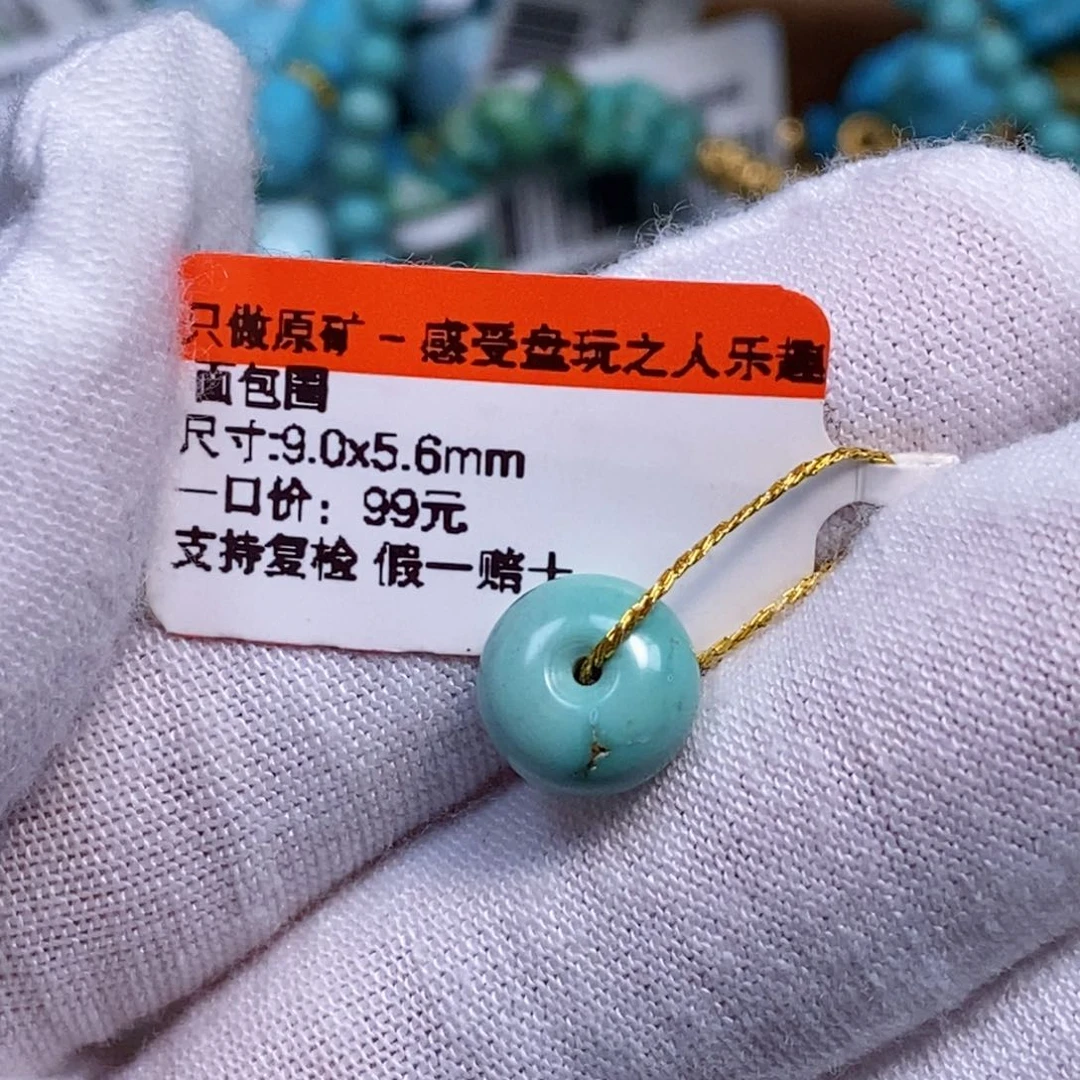 只做原矿-感受盘玩之人乐趣
面包圈
尺寸:9.0x5.6mm
一口价：99元
支持复检 假一赔十